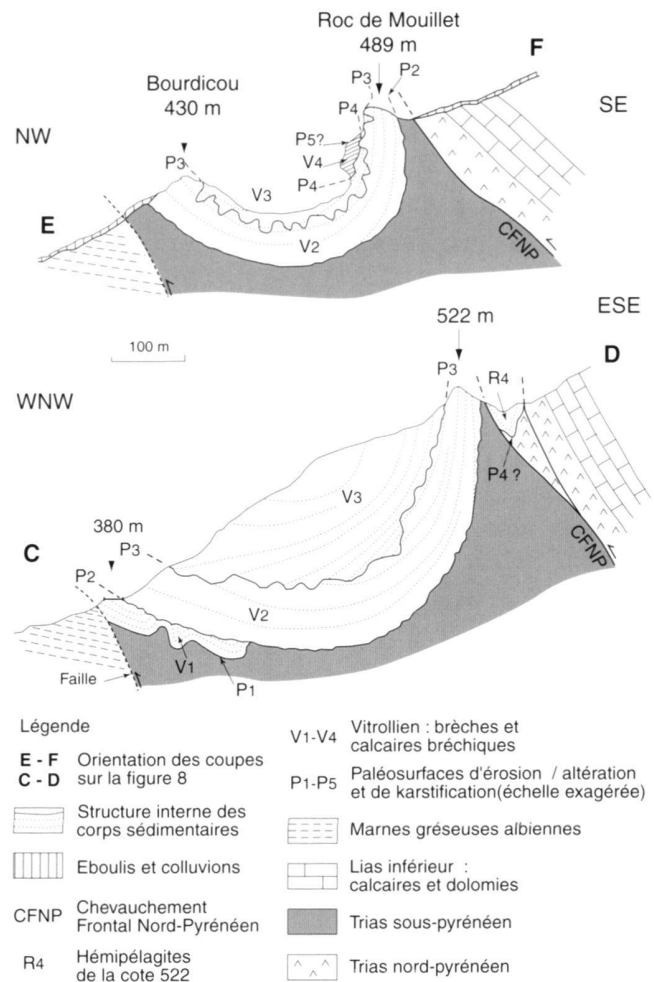 Roc de Mouillet
489 m
F
P3
P2
Bourdicou
430 m
SE
NW
P4
P5?
V4
P3
P4
V3
E
V2
CFNP
ESE
522 m
100 m
D
P3
R4
WNW
V3
P4 ?
380 m
C
P3
CFNP
P2
V2
V1
Faille
P1
Légende
E - F
C - D
Orientation des coupes
sur la figure 8
Structure interne des
corps sédimentaires
Eboulis et colluvions
CFNP
Chevauchement
Frontal Nord-Pyrénéen
R4
Hémipélagites
de la cote 522
V1-V4
Vitrollien : brèches et
calcaires bréchiques
P1-P5
Paléosurfaces d'érosion / altération
et de karstification(échelle exagérée)
Marnes gréseuses albiennes
Lias inférieur :
calcaires et dolomies
Trias sous-pyrénéen
Trias nord-pyrénéen